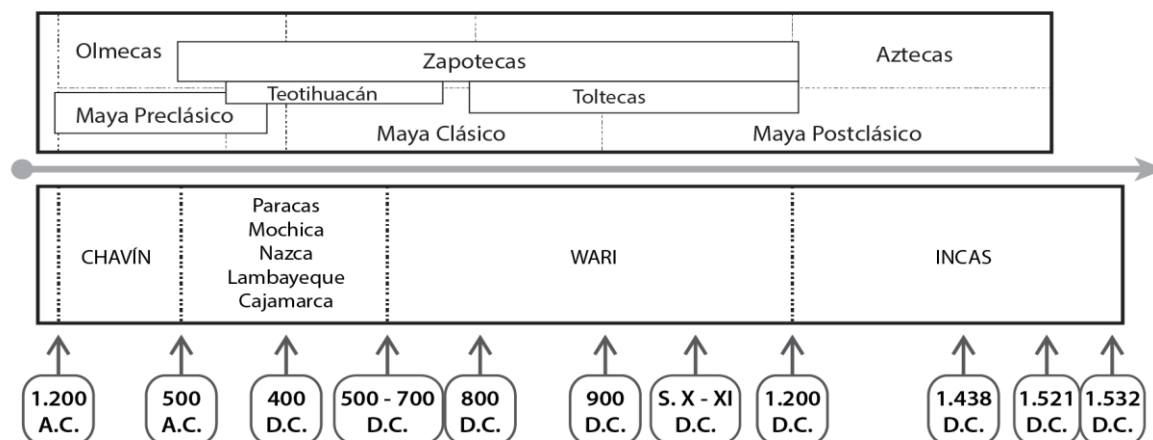 Olmecas
Zapotecas
Aztecas
Teotihuacán
Toltecas
Maya Preclásico
Maya Clásico
Maya Postclásico
CHAVÍN
Paracas
Mochica
Nazca
Lambayeque
Cajamarca
WARI
INCAS
1.200
A.C.
500
A.C.
400
D.C.
500 - 700
D.C.
800
D.C.
900
D.C.
S. X - XI
D.C.
1.200
D.C.
1.438
D.C.
1.521
D.C.
1.532
D.C.